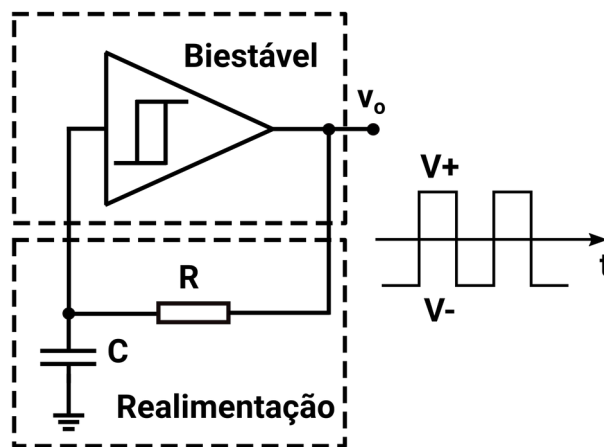 Biestável
vo
V+
t
V-
R
C
Realimentação